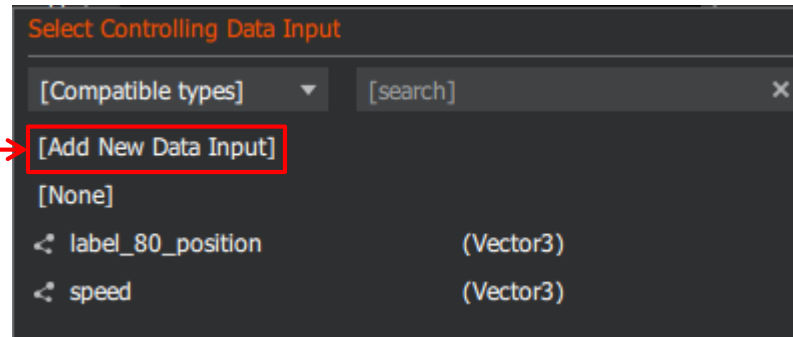 Select Controlling Data Input
[Compatible types] [search]
[Add New Data Input]
[None]
label_80_position (Vector3)
speed (Vector3)